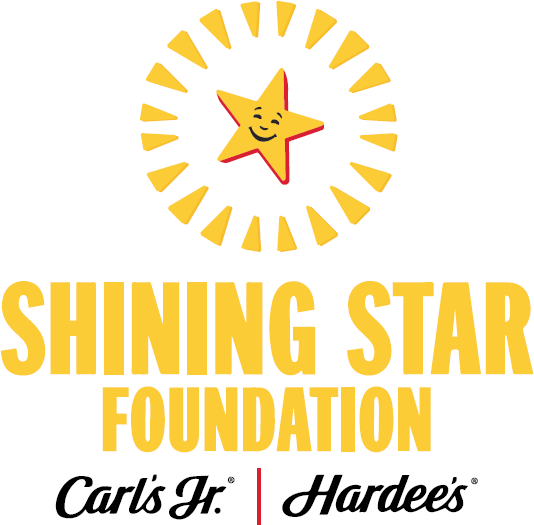 SHINING STAR
FOUNDATION
Carl's Jr.® | Hardee's®